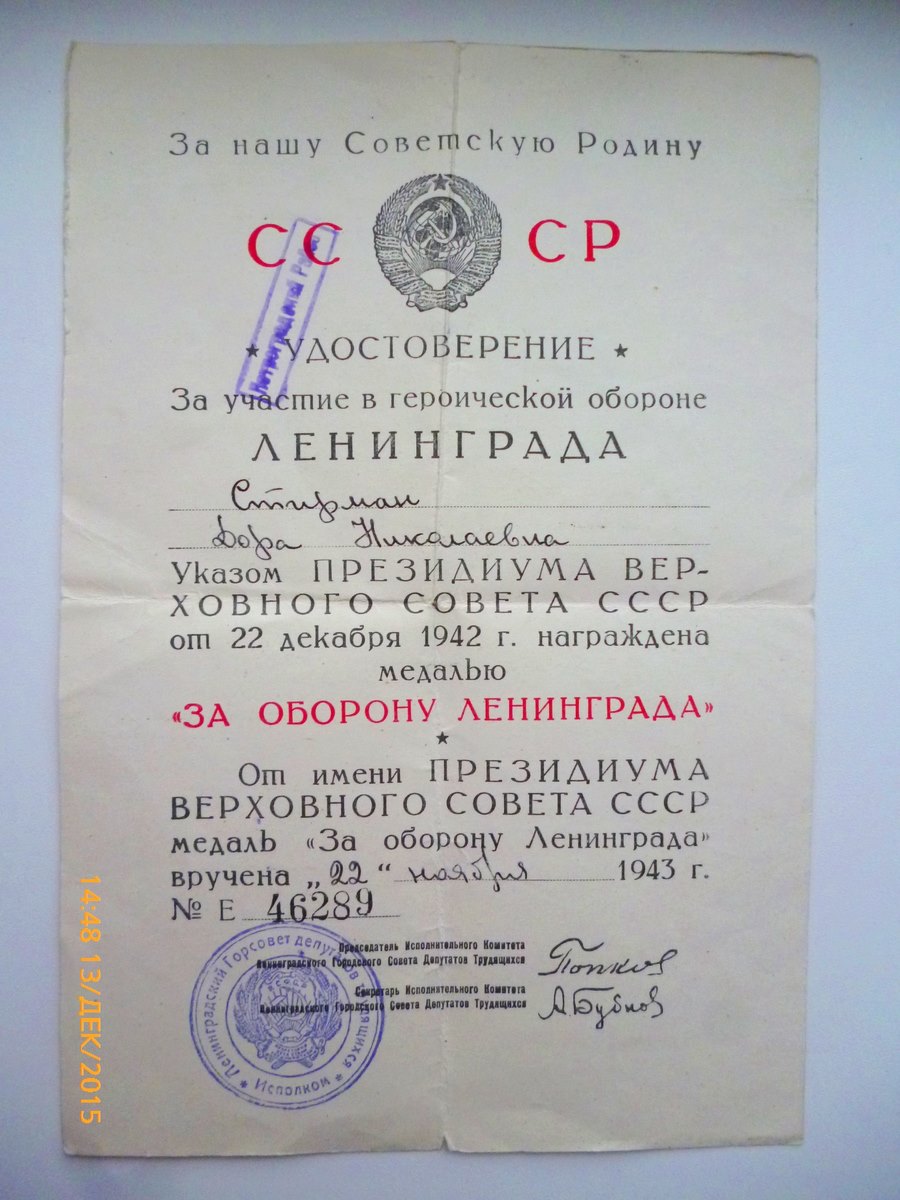 За нашу Советскую Родину
СССР
Петроградский Район
★ УДОСТОВЕРЕНИЕ ★
За участие в героической обороне
ЛЕНИНГРАДА
Стирман
Дора Николаевна
Указом ПРЕЗИДИУМА ВЕР-
ХОВНОГО СОВЕТА СССР
от 22 декабря 1942 г. награждена
медалью
«ЗА ОБОРОНУ ЛЕНИНГРАДА»
★
От имени ПРЕЗИДИУМА
ВЕРХОВНОГО СОВЕТА СССР
медаль «За оборону Ленинграда»
вручена „22“ ноября 1943 г.
№ Е 46289
Председатель Исполнительного Комитета
Ленинградского Городского Совета Депутатов Трудящихся
Попков
Секретарь Исполнительного Комитета
Ленинградского Городского Совета Депутатов Трудящихся
А Бубнов
Ленинградский Горсовет депутатов трудящихся ★ Исполком ★
14:48 13/ДЕК/2015